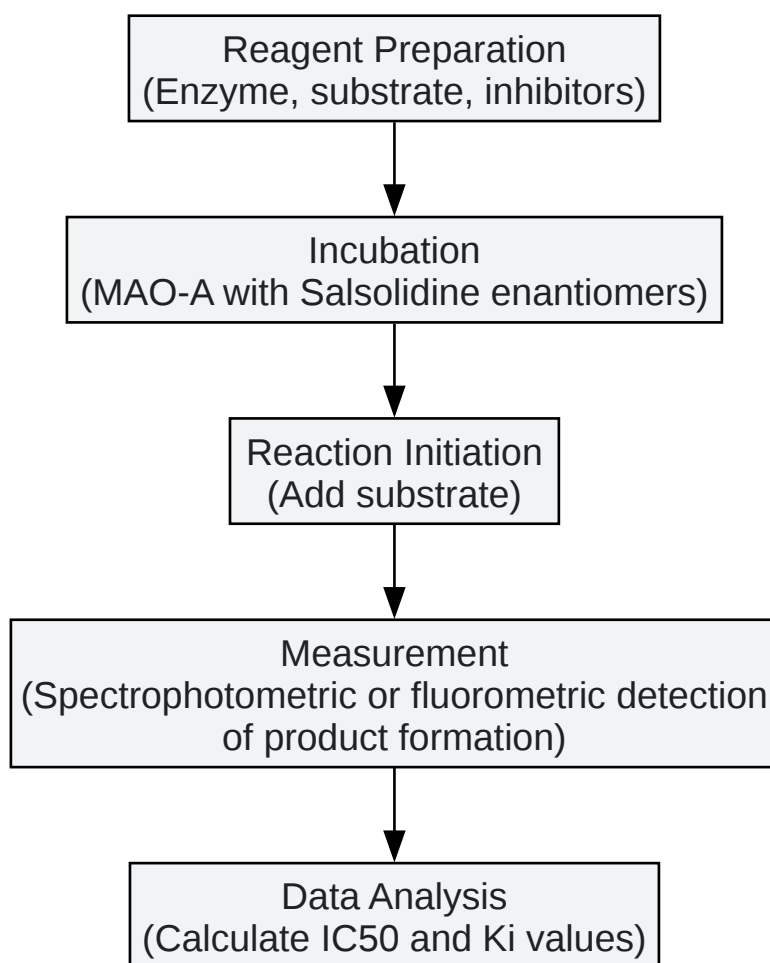 Reagent Preparation
(Enzyme, substrate, inhibitors)
Incubation
(MAO-A with Salsolidine enantiomers)
Reaction Initiation
(Add substrate)
Measurement
(Spectrophotometric or fluorometric detection
of product formation)
Data Analysis
(Calculate IC50 and Ki values)